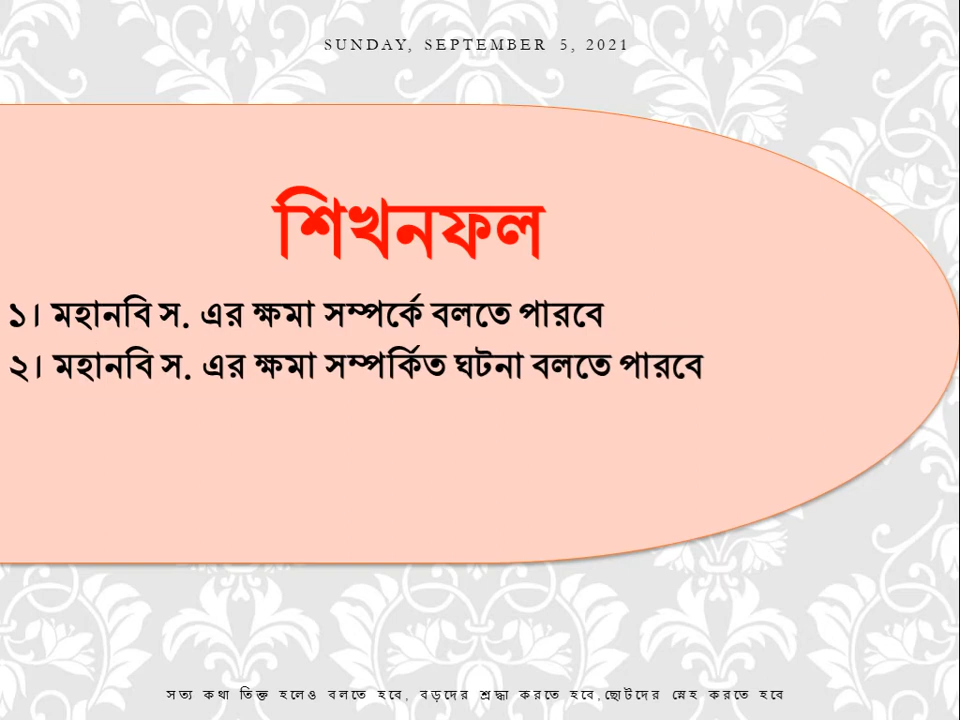 SUNDAY, SEPTEMBER 5, 2021
শিখনফল
১। মহানবি স. এর ক্ষমা সম্পর্কে বলতে পারবে
২। মহানবি স. এর ক্ষমা সম্পর্কিত ঘটনা বলতে পারবে
সত্য কথা তিক্ত হলেও বলতে হবে, বড়দের শ্রদ্ধা করতে হবে,ছোটদের স্নেহ করতে হবে